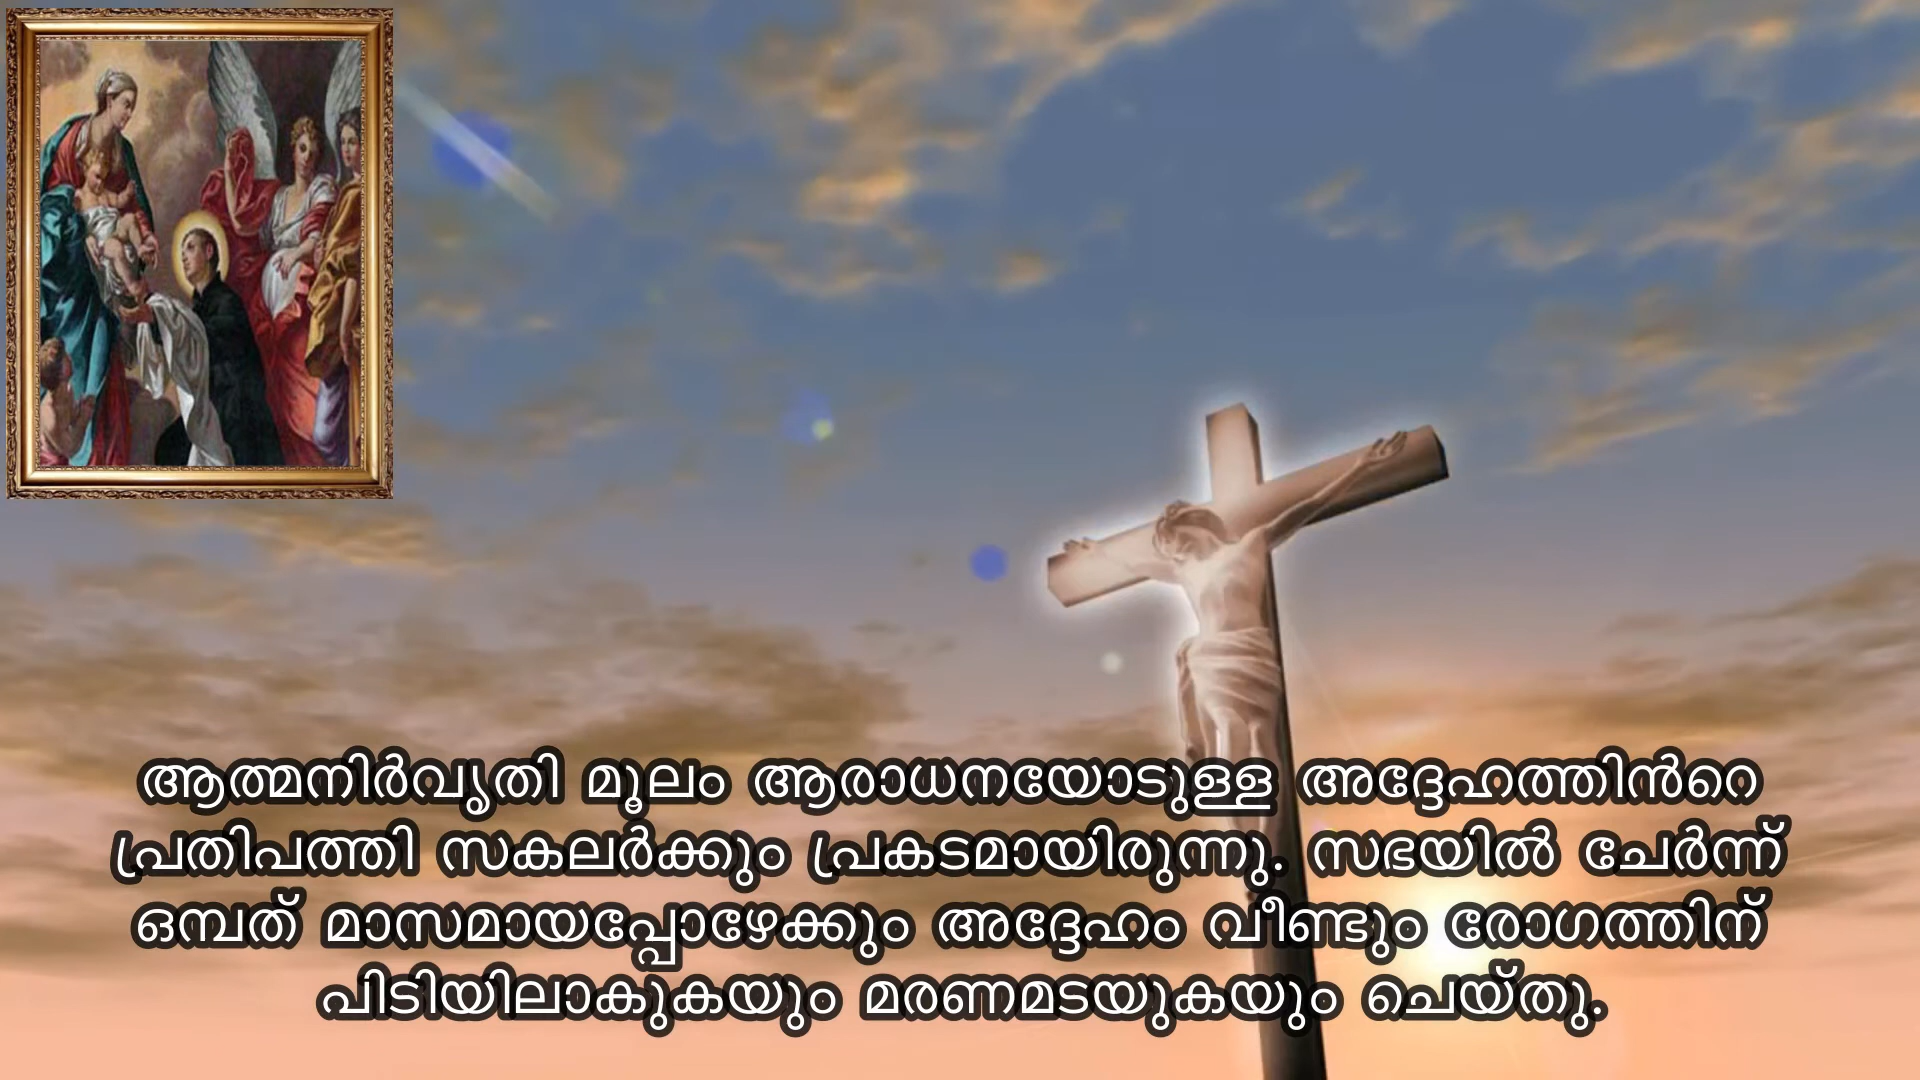 ആത്മനിർവൃതി മൂലം ആരാധനയോടുള്ള അദ്ദേഹത്തിൻറെ
പ്രതിപത്തി സകലർക്കും പ്രകടമായിരുന്നു. സഭയിൽ ചേർന്ന്
ഒമ്പത് മാസമായപ്പോഴേക്കും അദ്ദേഹം വീണ്ടും രോഗത്തിന്
പിടിയിലാകുകയും മരണമടയുകയും ചെയ്തു.